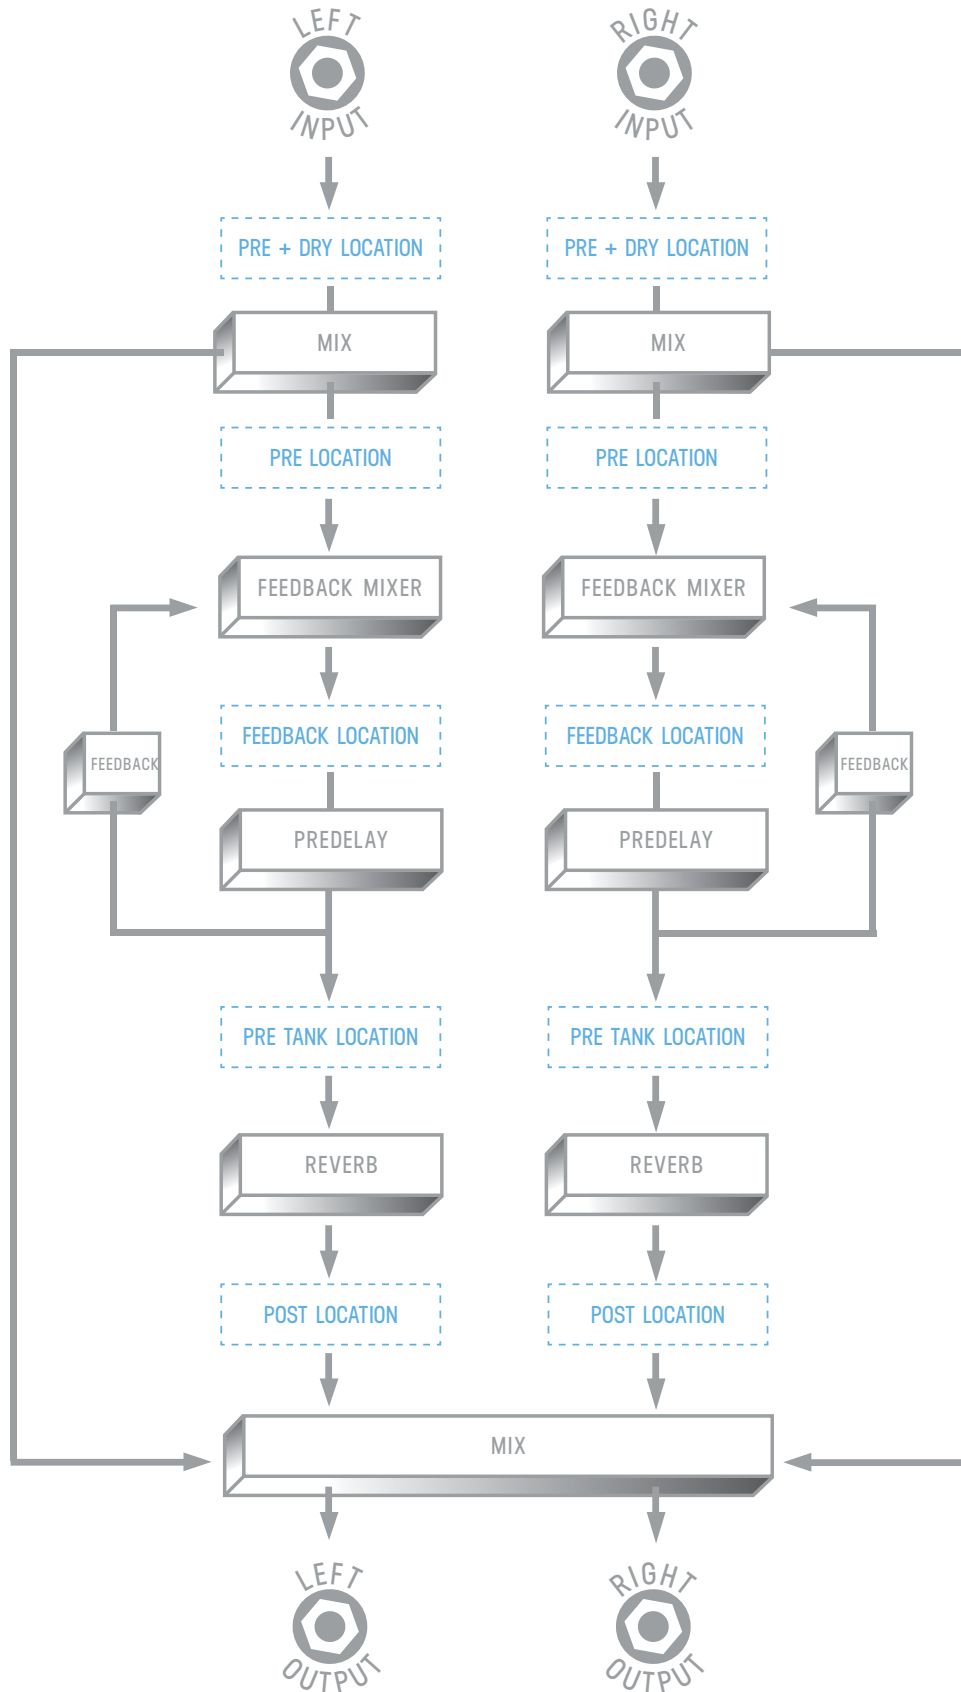 LEFT RIGHT
INPUT INPUT
PRE + DRY LOCATION PRE + DRY LOCATION
MIX MIX
PRE LOCATION PRE LOCATION
FEEDBACK MIXER FEEDBACK MIXER
FEEDBACK LOCATION FEEDBACK LOCATION
FEEDBACK FEEDBACK
PREDELAY PREDELAY
PRE TANK LOCATION PRE TANK LOCATION
REVERB REVERB
POST LOCATION POST LOCATION
MIX
LEFT RIGHT
OUTPUT OUTPUT